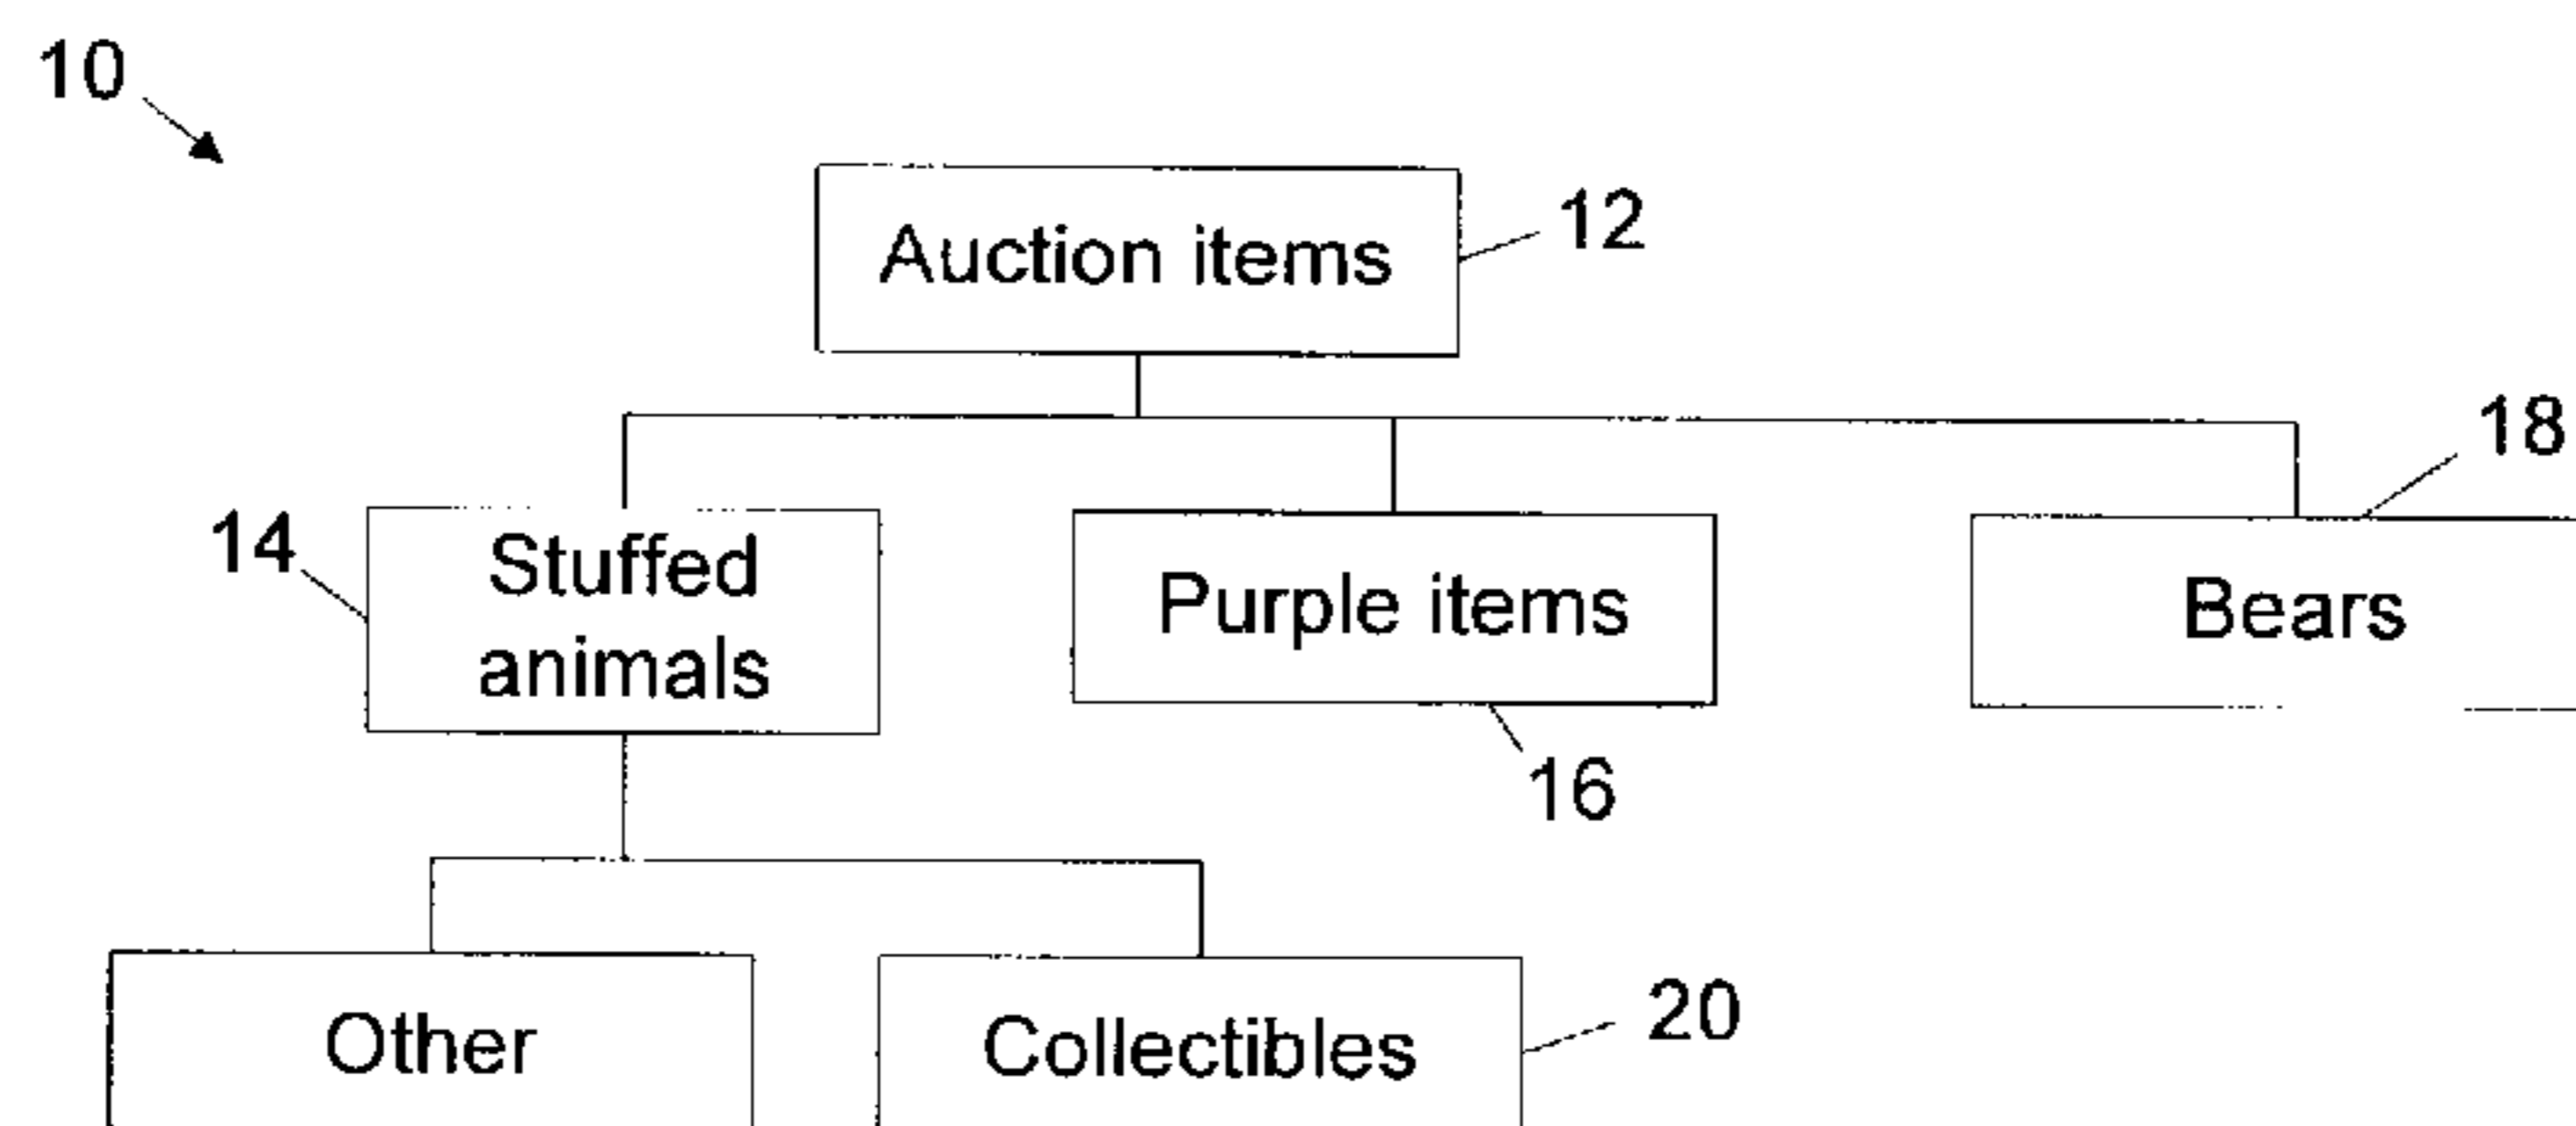 10
Auction items
12
18
14
Stuffed
animals
Purple items
Bears
16
Other
Collectibles
20